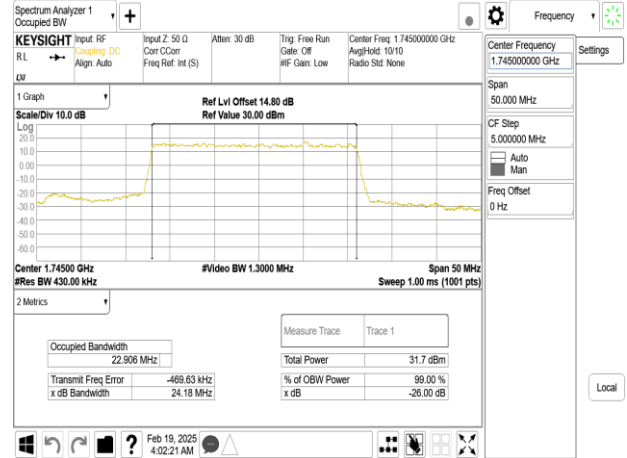 Spectrum Analyzer 1
Occupied BW
Frequency
KEYSIGHT
RL
LXI
Input: RF
Coupling: DC
Align: Auto
Input Z: 50 Ω
Corr CCorr
Freq Ref: Int (S)
Atten: 30 dB
Trig: Free Run
Gate: Off
#IF Gain: Low
Center Freq: 1.745000000 GHz
Avg|Hold: 10/10
Radio Std: None
Center Frequency
1.745000000 GHz
Settings
Span
50.000 MHz
CF Step
5.000000 MHz
Auto
Man
Freq Offset
0 Hz
Local
1 Graph
Scale/Div 10.0 dB
Ref Lvl Offset 14.80 dB
Ref Value 30.00 dBm
Log
20.0
10.0
0.00
-10.0
-20.0
-30.0
-40.0
-50.0
-60.0
Center 1.74500 GHz
#Video BW 1.3000 MHz
Span 50 MHz
#Res BW 430.00 kHz
Sweep 1.00 ms (1001 pts)
2 Metrics
Measure Trace Trace 1
Occupied Bandwidth
22.906 MHz
Total Power 31.7 dBm
Transmit Freq Error -469.63 kHz
% of OBW Power 99.00 %
x dB Bandwidth 24.18 MHz
x dB -26.00 dB
Feb 19, 2025
4:02:21 AM